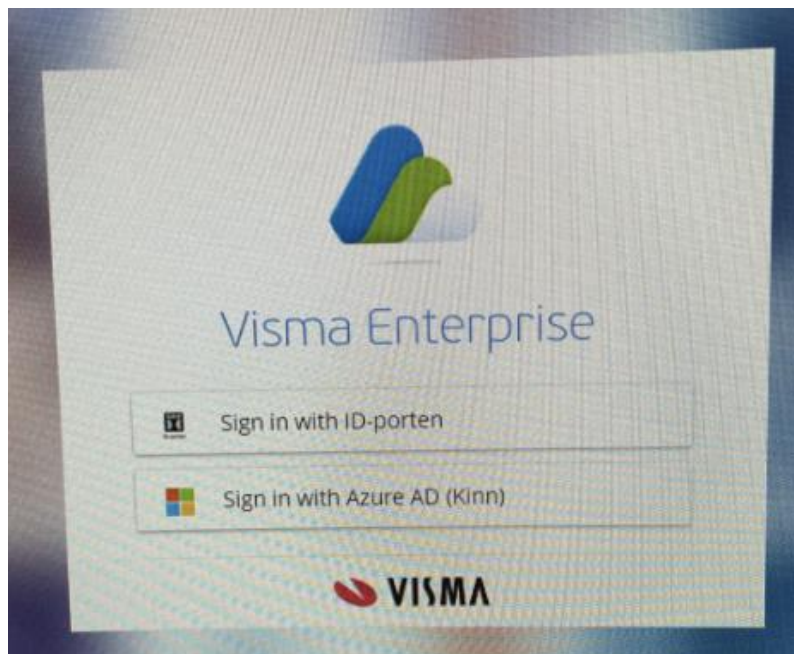 Visma Enterprise
Sign in with ID-porten
Sign in with Azure AD (Kinn)
VISMA